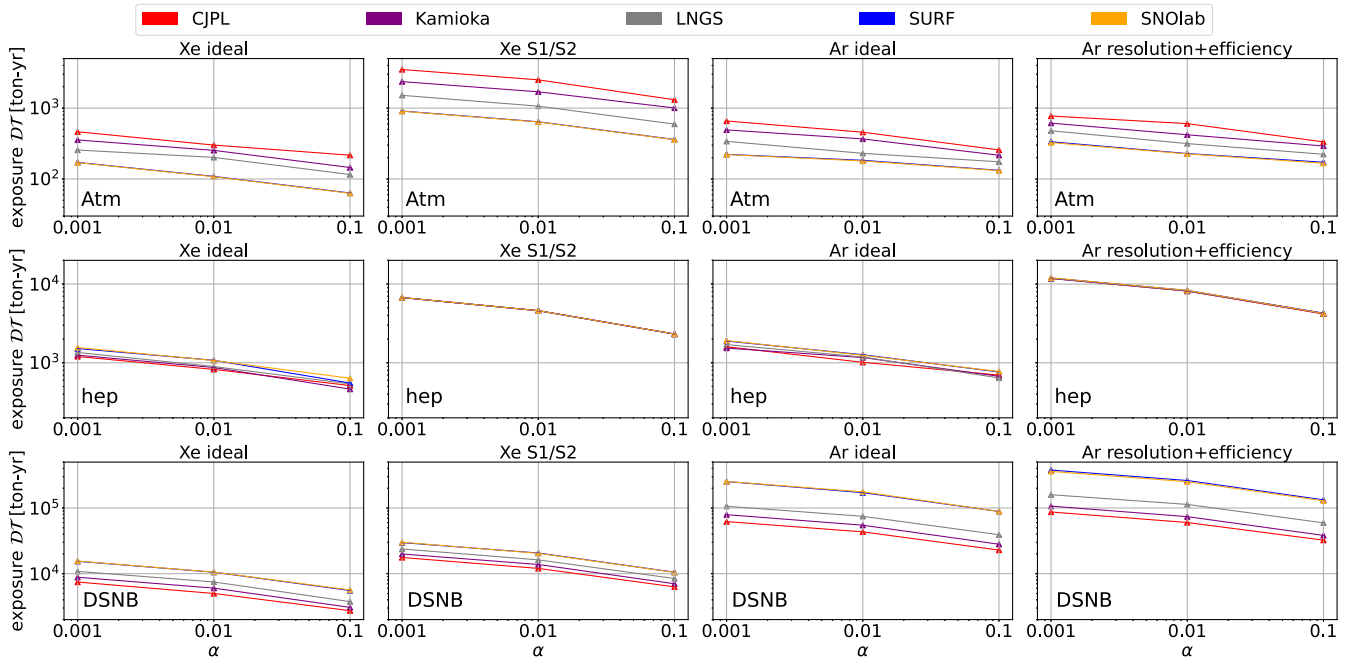 CJPL Kamioka LNGS SURF SNOlab
Xe ideal Xe S1/S2 Ar ideal Ar resolution+efficiency
exposure 𝒟𝒯 [ton-yr]
10³
10²
Atm Atm Atm Atm
0.001 0.01 0.1 0.001 0.01 0.1 0.001 0.01 0.1 0.001 0.01 0.1
Xe ideal Xe S1/S2 Ar ideal Ar resolution+efficiency
exposure 𝒟𝒯 [ton-yr]
10⁴
10³
hep hep hep hep
0.001 0.01 0.1 0.001 0.01 0.1 0.001 0.01 0.1 0.001 0.01 0.1
Xe ideal Xe S1/S2 Ar ideal Ar resolution+efficiency
exposure 𝒟𝒯 [ton-yr]
10⁵
10⁴
DSNB DSNB DSNB DSNB
0.001 0.01 0.1 0.001 0.01 0.1 0.001 0.01 0.1 0.001 0.01 0.1
α α α α